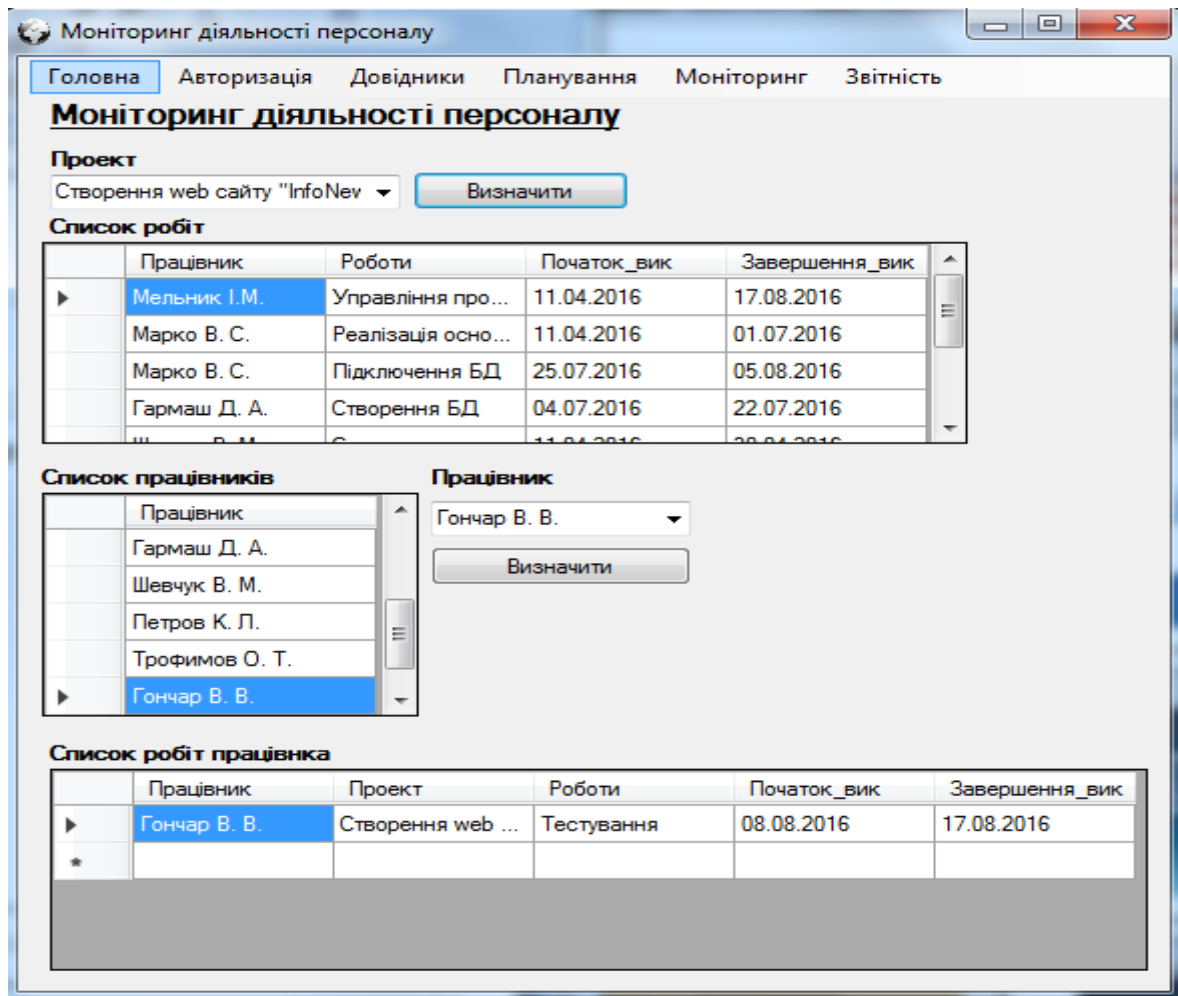 Моніторинг діяльності персоналу
Головна Авторизація Довідники Планування Моніторинг Звітність
Моніторинг діяльності персоналу
Проект
Створення web сайту "InfoNev Визначити
Список робіт
Працівник Роботи Початок_вик Завершення_вик
Мельник І.М. Управління про... 11.04.2016 17.08.2016
Марко В. С. Реалізація осно... 11.04.2016 01.07.2016
Марко В. С. Підключення БД 25.07.2016 05.08.2016
Гармаш Д. А. Створення БД 04.07.2016 22.07.2016
Список працівників Працівник
Працівник Гончар В. В.
Гармаш Д. А. Визначити
Шевчук В. М.
Петров К. Л.
Трофимов О. Т.
Гончар В. В.
Список робіт працівнка
Працівник Проект Роботи Початок_вик Завершення_вик
Гончар В. В. Створення web ... Тестування 08.08.2016 17.08.2016